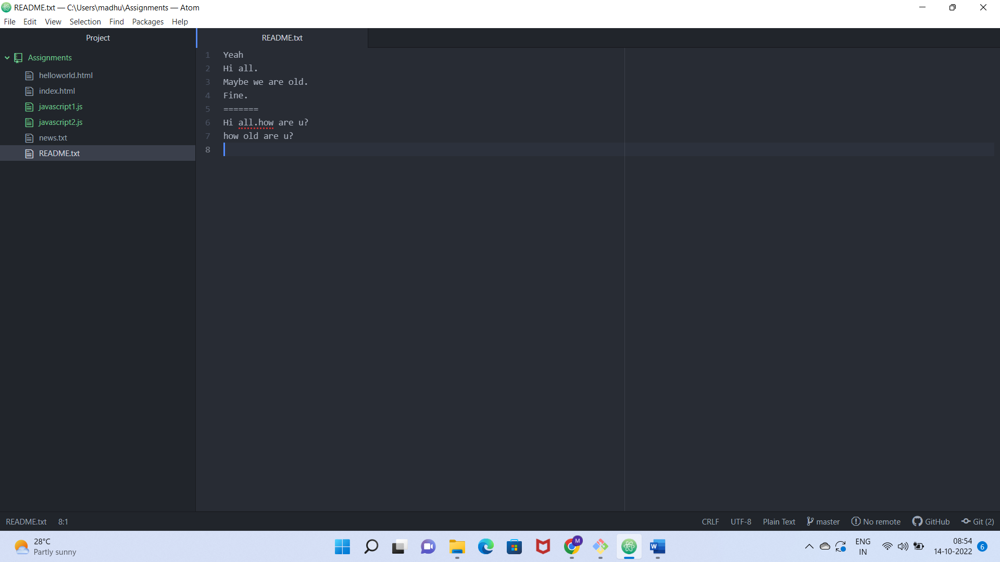 README.txt — C:\Users\madhu\Assignments — Atom
File Edit View Selection Find Packages Help
Project
README.txt
Assignments
helloworld.html
index.html
javascript1.js
javascript2.js
news.txt
README.txt
1 Yeah
2 Hi all.
3 Maybe we are old.
4 Fine.
5 =======
6 Hi all.how are u?
7 how old are u?
8
README.txt 8:1 CRLF UTF-8 Plain Text master No remote GitHub Git (2)
28°C
Partly sunny
M
W
ENG
IN
08:54
14-10-2022
6